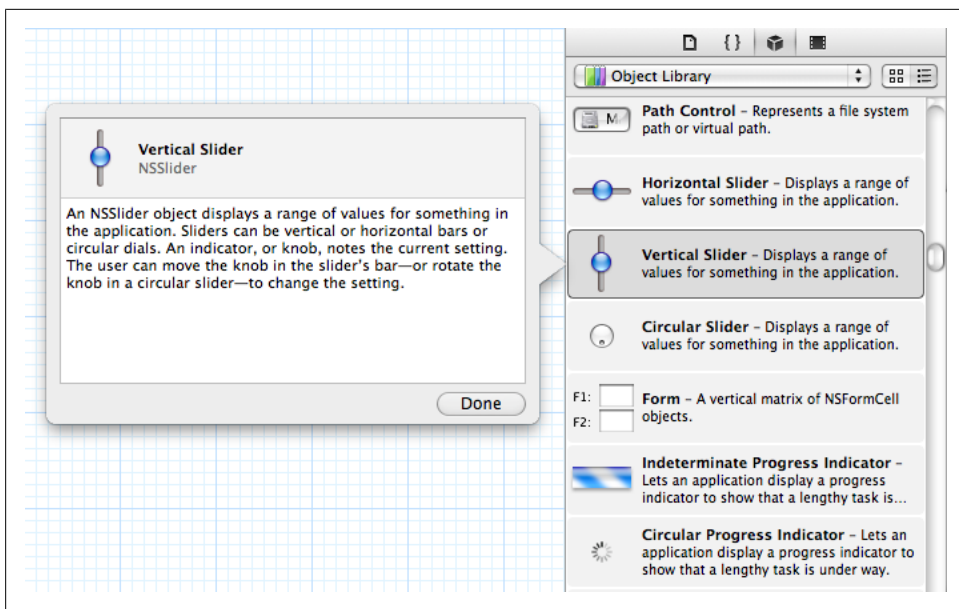 Object Library
M
Path Control – Represents a file system
path or virtual path.
Horizontal Slider – Displays a range of
values for something in the application.
Vertical Slider – Displays a range of
values for something in the application.
Circular Slider – Displays a range of
values for something in the application.
F1:
F2:
Form – A vertical matrix of NSFormCell
objects.
Indeterminate Progress Indicator –
Lets an application display a progress
indicator to show that a lengthy task is...
Circular Progress Indicator – Lets an
application display a progress indicator to
show that a lengthy task is under way.
Vertical Slider
NSSlider
An NSSlider object displays a range of values for something in
the application. Sliders can be vertical or horizontal bars or
circular dials. An indicator, or knob, notes the current setting.
The user can move the knob in the slider's bar—or rotate the
knob in a circular slider—to change the setting.
Done